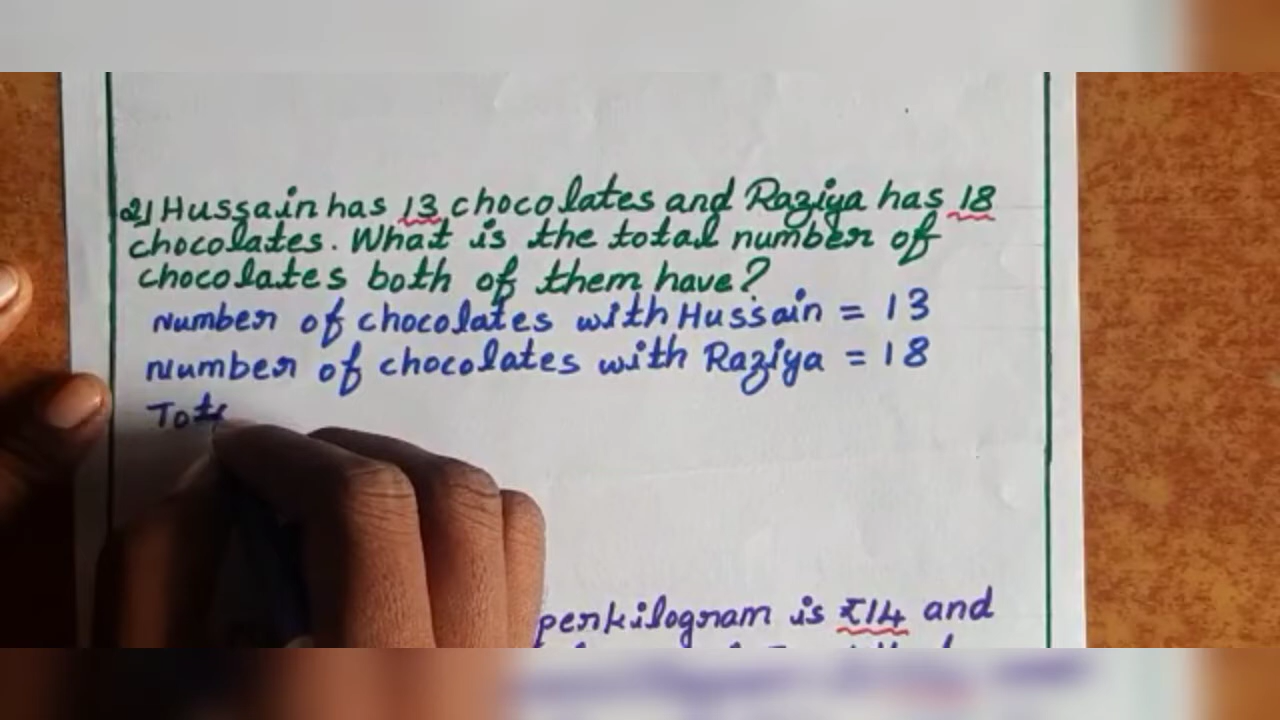 2) Hussain has 13 chocolates and Raziya has 18
chocolates. What is the total number of
chocolates both of them have?
Number of chocolates with Hussain = 13
Number of chocolates with Raziya = 18
Tot
perkilogram is ₹14 and